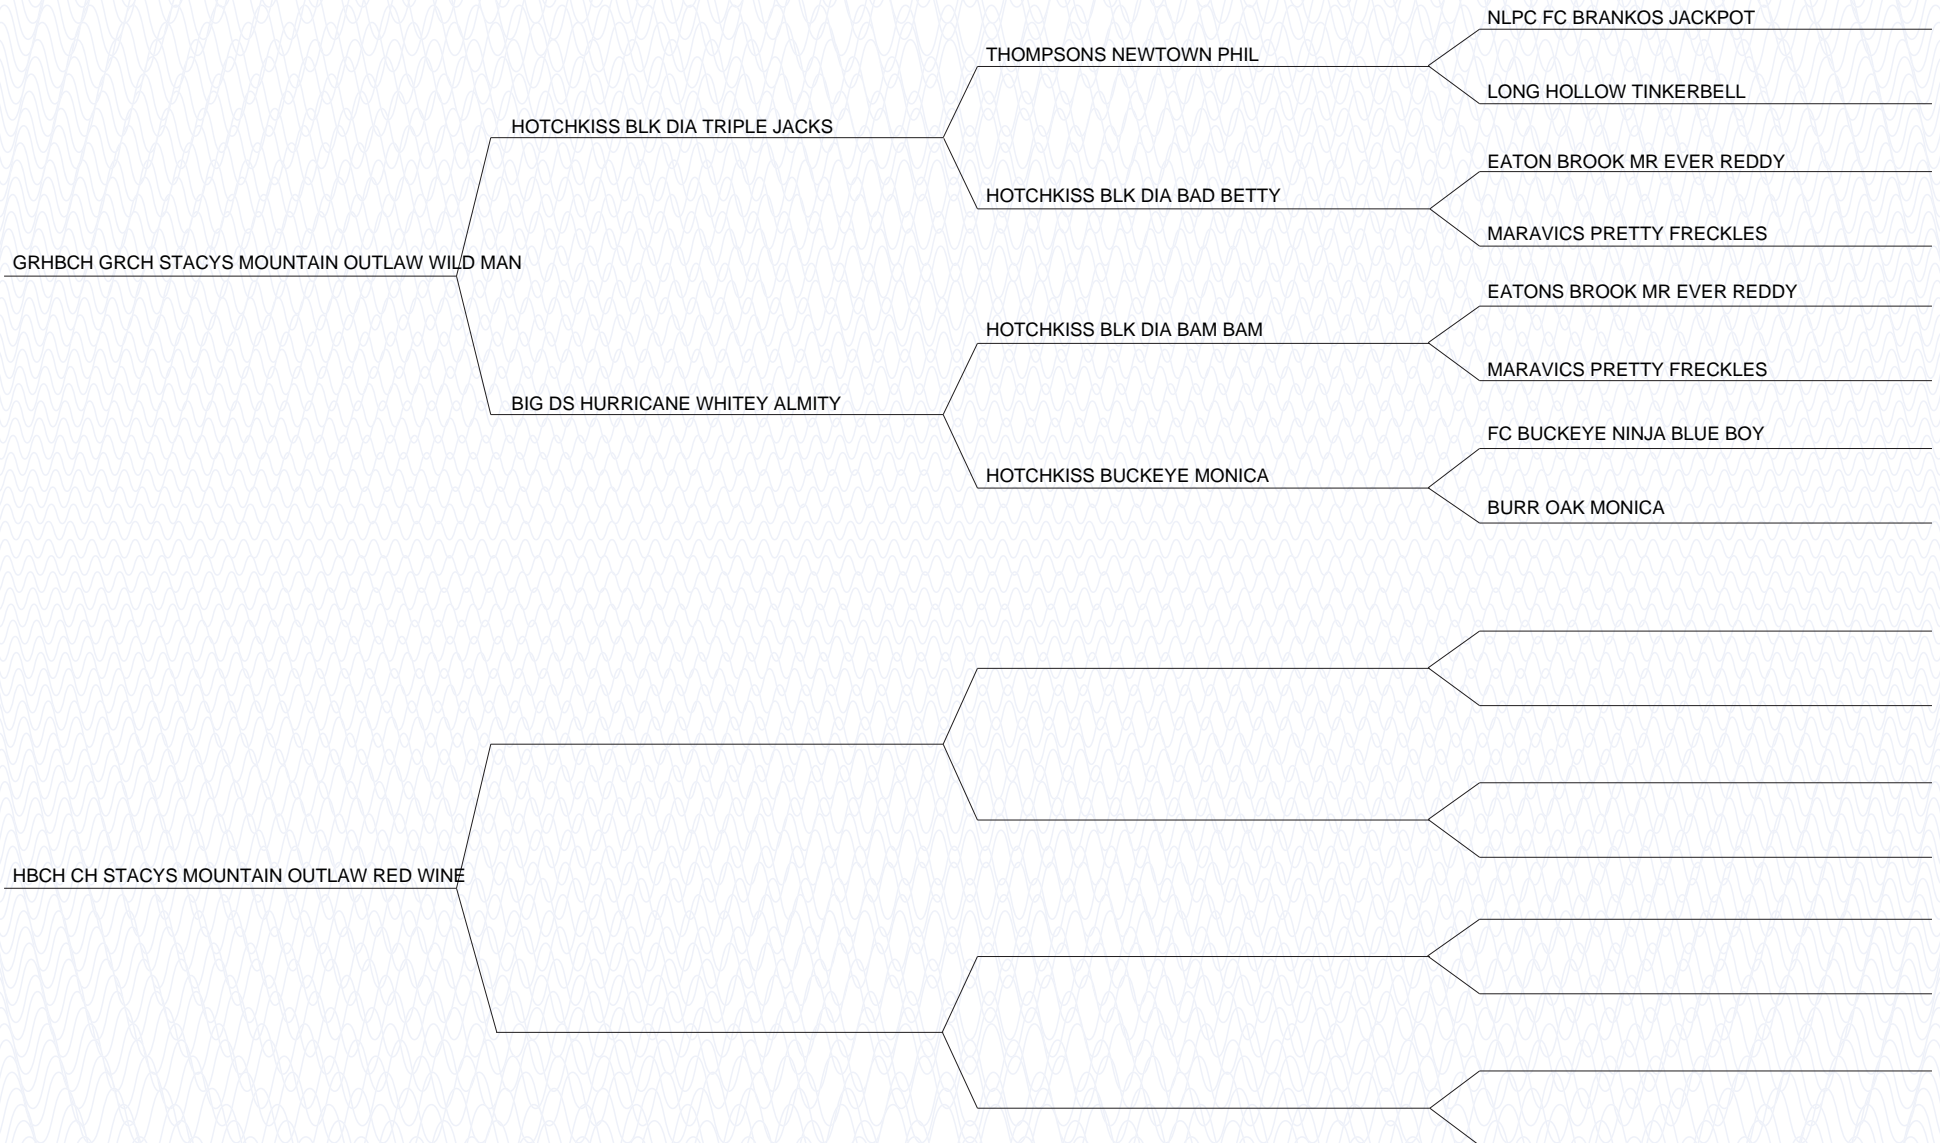 NLPC FC BRANKOS JACKPOT
THOMPSONS NEWTOWN PHIL
LONG HOLLOW TINKERBELL
HOTCHKISS BLK DIA TRIPLE JACKS
EATON BROOK MR EVER REDDY
HOTCHKISS BLK DIA BAD BETTY
MARAVICS PRETTY FRECKLES
GRHBCH GRCH STACYS MOUNTAIN OUTLAW WILD MAN
EATONS BROOK MR EVER REDDY
HOTCHKISS BLK DIA BAM BAM
MARAVICS PRETTY FRECKLES
BIG DS HURRICANE WHITEY ALMITY
FC BUCKEYE NINJA BLUE BOY
HOTCHKISS BUCKEYE MONICA
BURR OAK MONICA
HBCH CH STACYS MOUNTAIN OUTLAW RED WINE